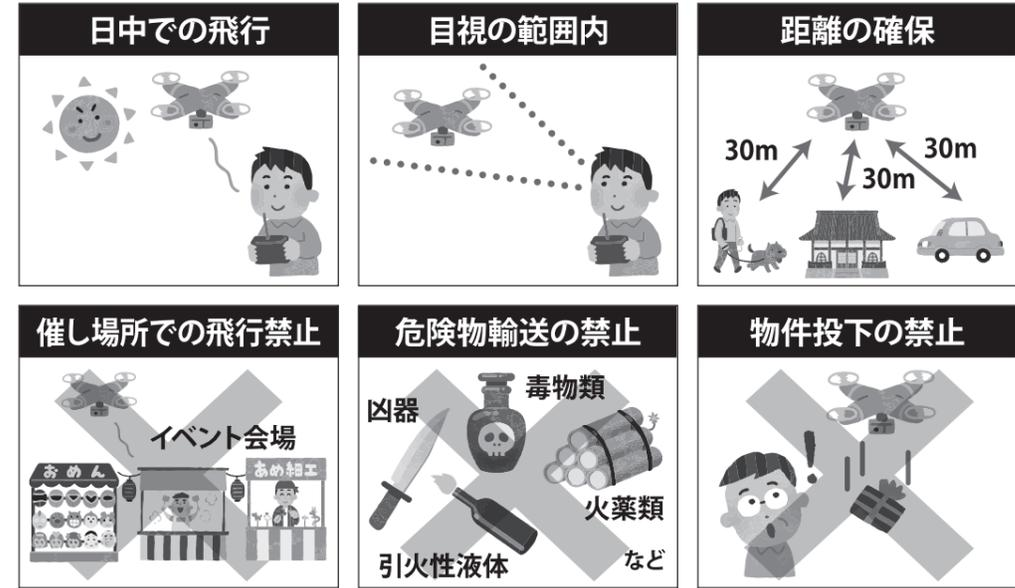 日中での飛行
目視の範囲内
距離の確保
30m
30m
30m
催し場所での飛行禁止
イベント会場
おめん
あめ細工
危険物輸送の禁止
毒物類
凶器
火薬類
引火性液体
など
物件投下の禁止